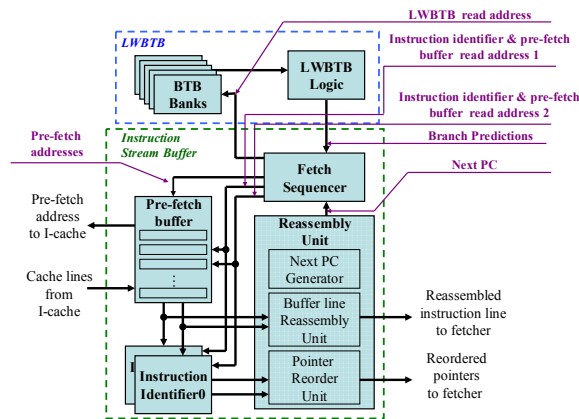 LWBTB read address
LWBTB
Instruction identifier & pre-fetch
buffer read address 1
BTB
Banks
LWBTB
Logic
Instruction identifier & pre-fetch
buffer read address 2
Pre-fetch
addresses
Instruction
Stream Buffer
Branch Predictions
Fetch
Sequencer
Next PC
Pre-fetch
address
to I-cache
Pre-fetch
buffer
Reassembly
Unit
Next PC
Generator
Cache lines
from
I-cache
Buffer line
Reassembly
Unit
Reassembled
instruction line
to fetcher
I
Instruction
Identifier0
Pointer
Reorder
Unit
Reordered
pointers
to fetcher